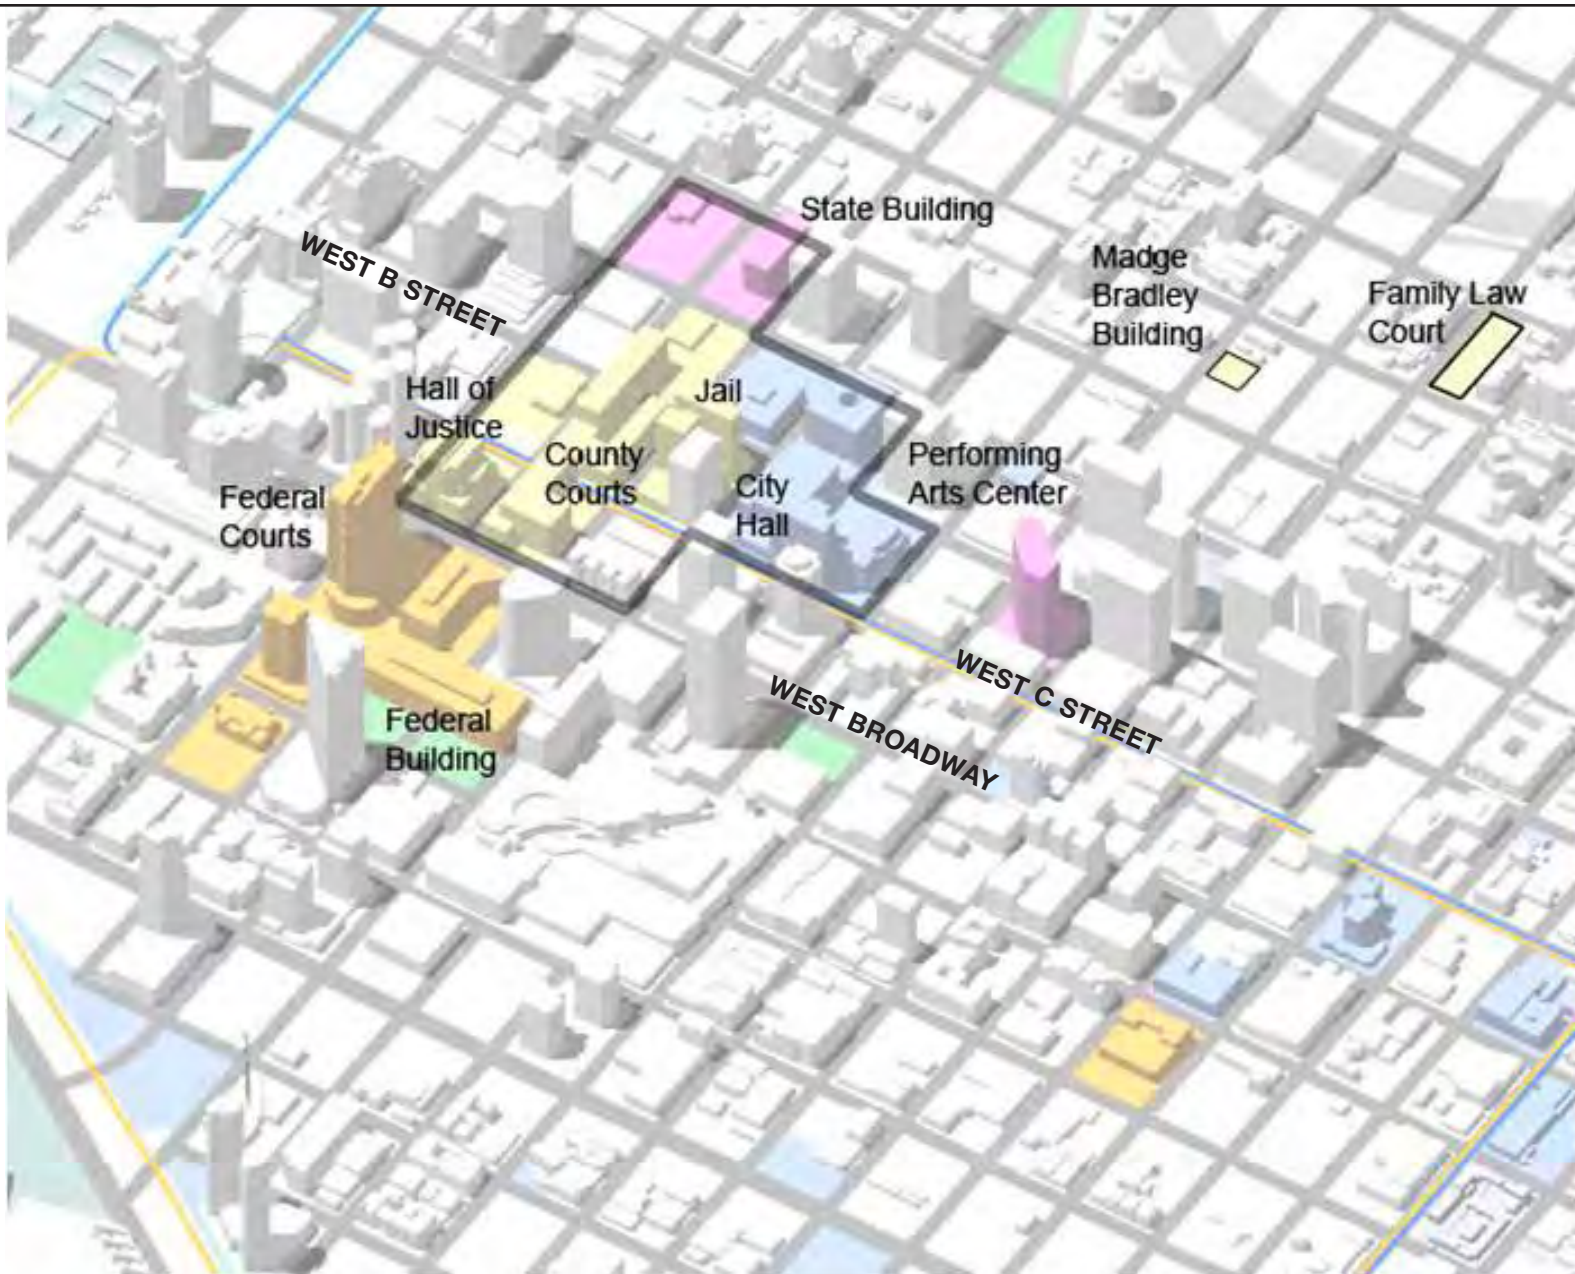 State Building
WEST B STREET
Madge
Bradley
Building
Family Law
Court
Hall of
Justice
Jail
County
Courts
City
Hall
Performing
Arts Center
Federal
Courts
WEST C STREET
WEST BROADWAY
Federal
Building